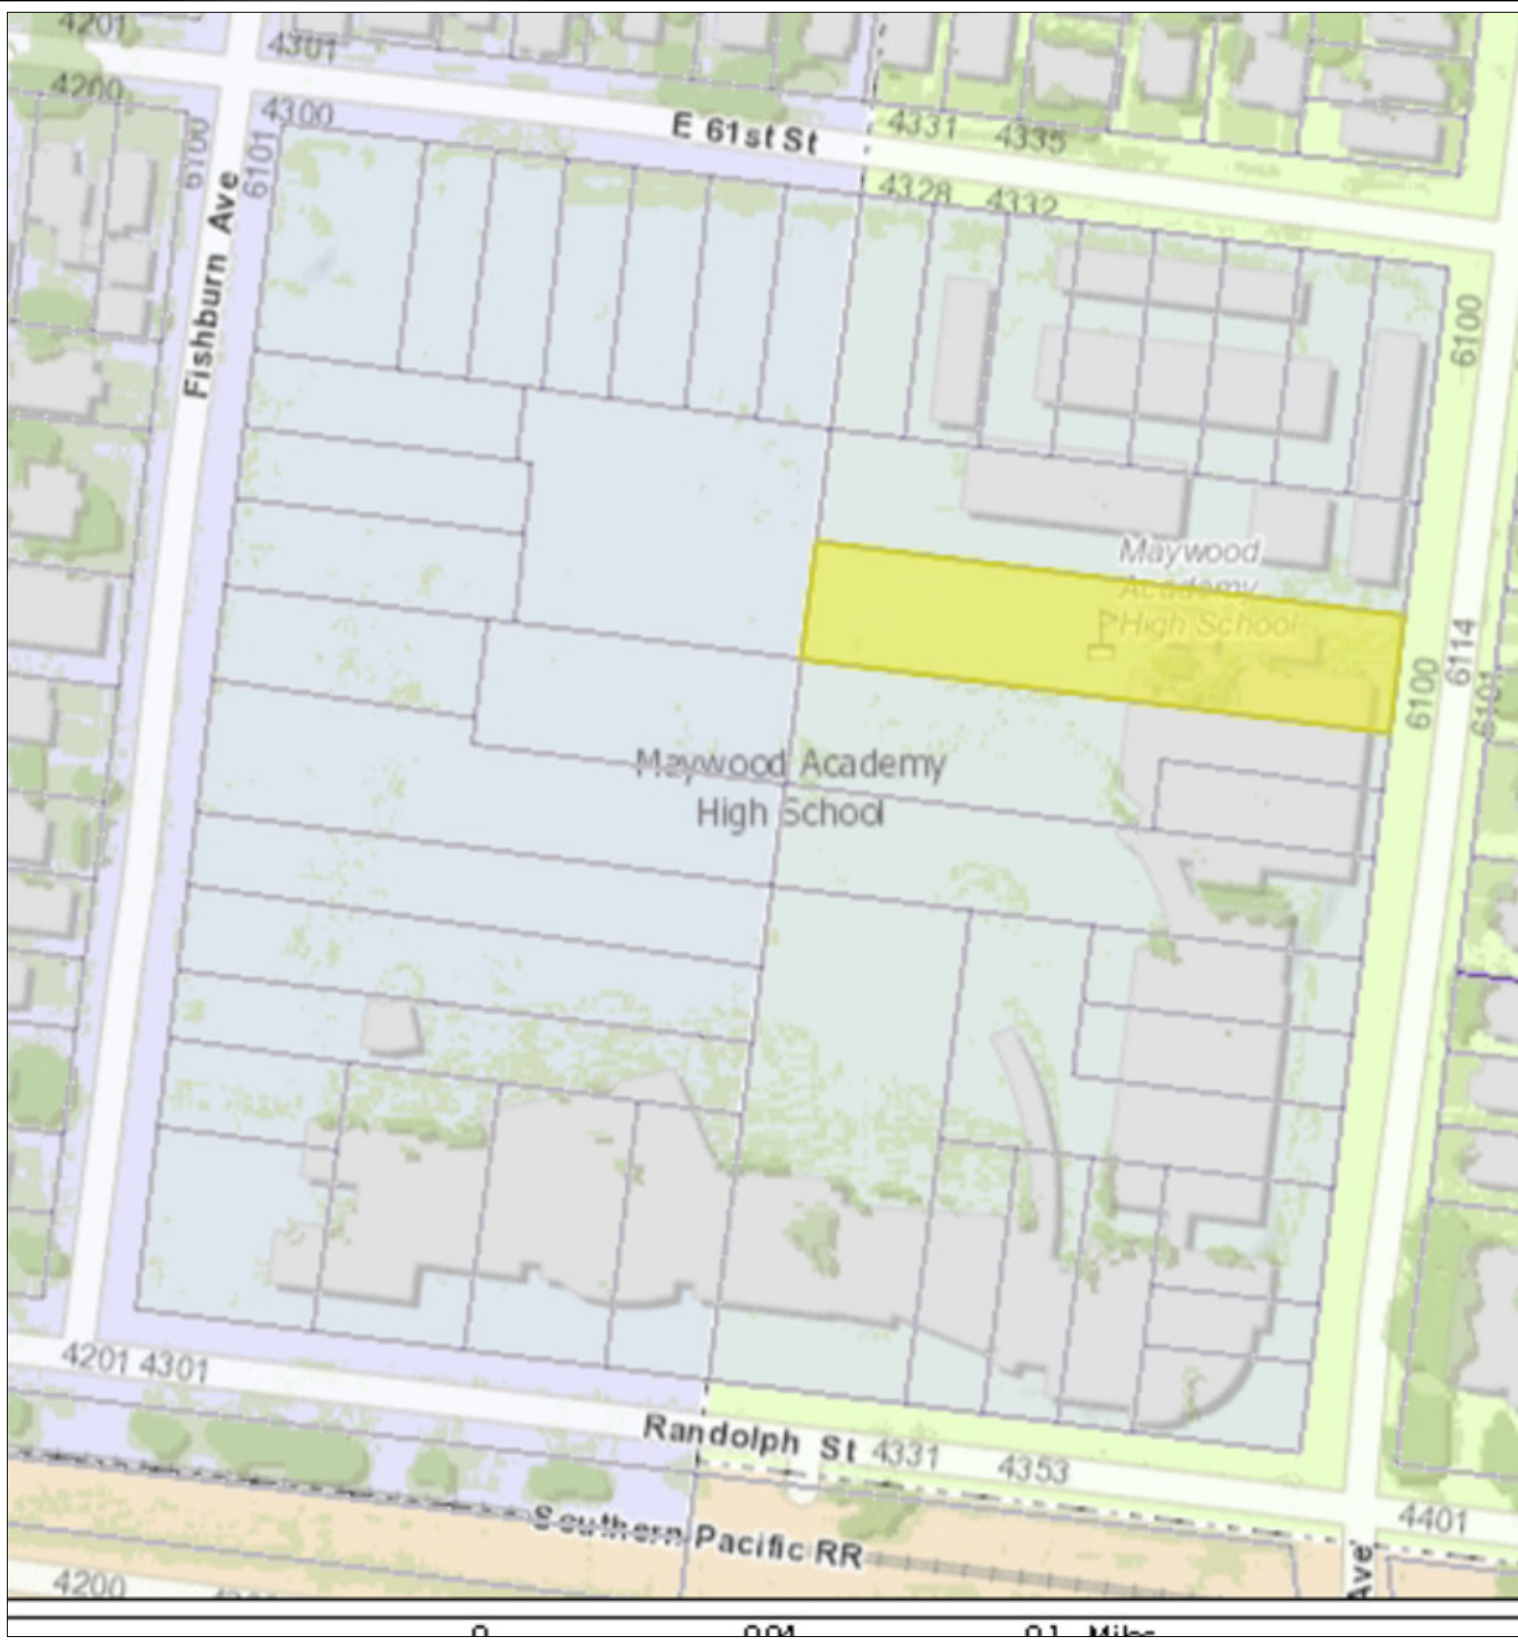 4201
4301
4200
4300
E 61st St
4331 4335
6100
6101
4328 4332
Fishburn Ave
6100
Maywood
Academy
High School
6114
6100
6101
Maywood Academy
High School
4201 4301
Randolph St 4331 4353
4401
Southern Pacific RR
Ave
4200
0 0.1 Miles